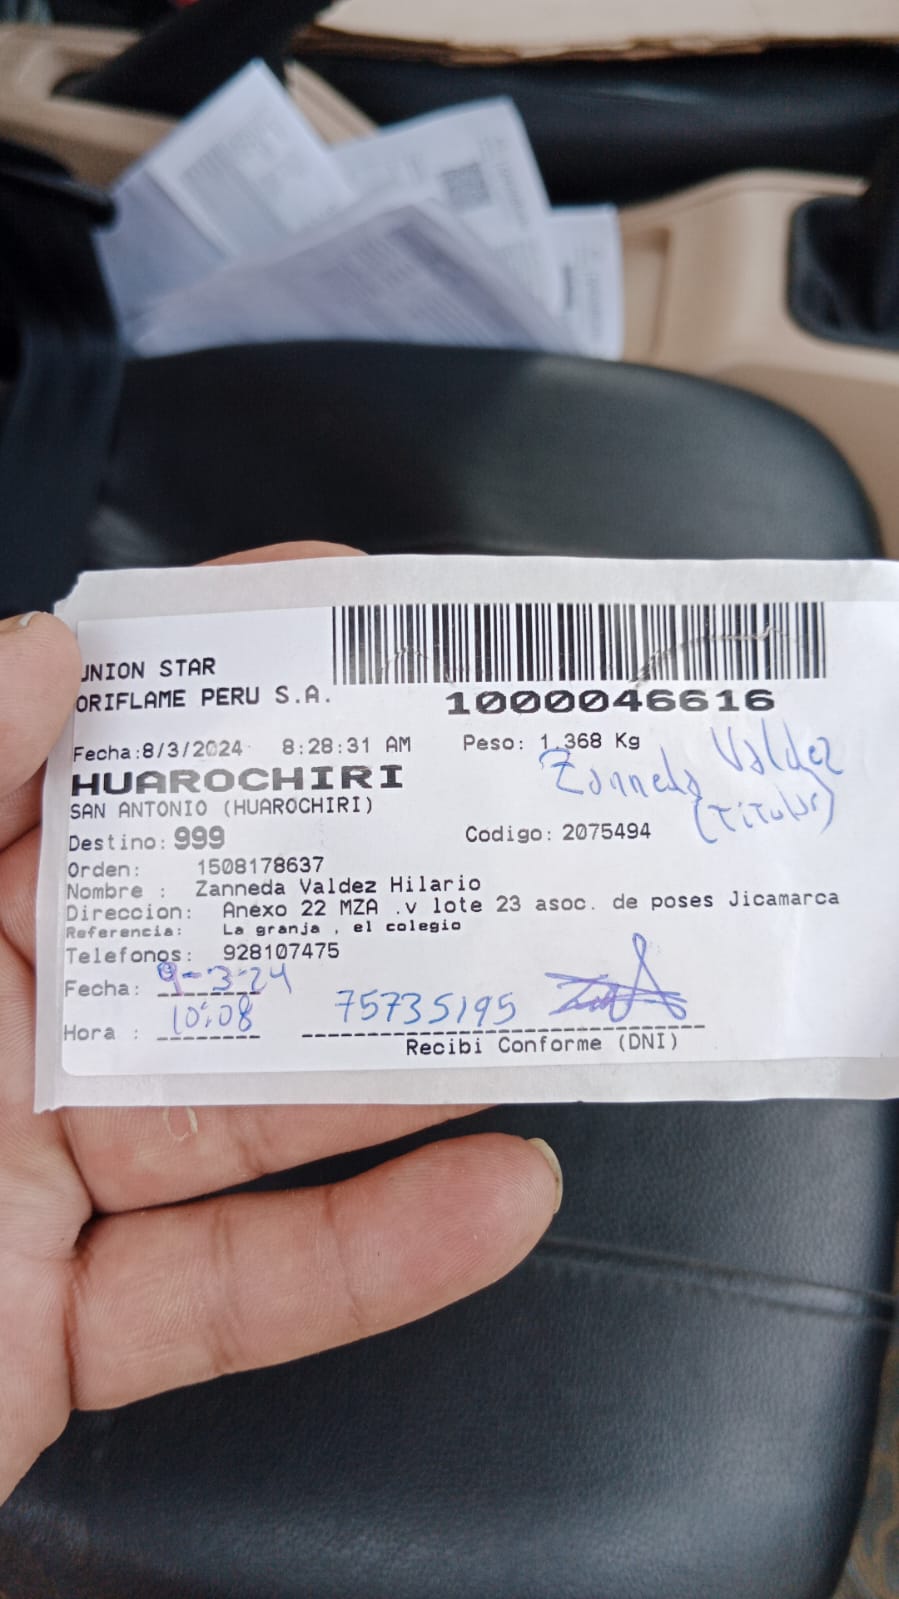 UNION STAR
ORIFLAME PERU S.A.
1000046616
Fecha:8/3/2024 8:28:31 AM Peso: 1.368 Kg
HUAROCHIRI
Zanneda Valdez
SAN ANTONIO (HUAROCHIRI)
(Titular)
Destino: 999 Codigo: 2075494
Orden: 1508178637
Nombre : Zanneda Valdez Hilario
Direccion: Anexo 22 MZA .v lote 23 asoc. de poses Jicamarca
Referencia: La granja , el colegio
Telefonos: 928107475
Fecha: 9-3-24
Hora : 10:08 75735195
Recibi Conforme (DNI)